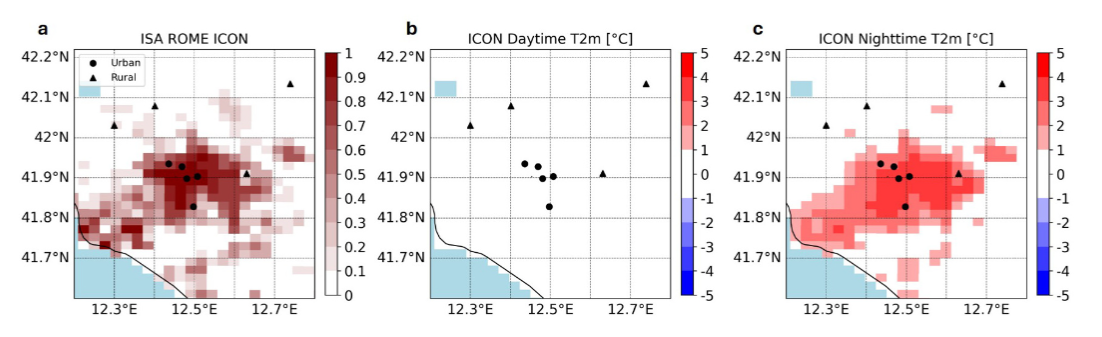 a
ISA ROME ICON
42.2°N
42.1°N
42°N
41.9°N
41.8°N
41.7°N
12.3°E
12.5°E
12.7°E
Urban
Rural
1
0.9
0.8
0.7
0.6
0.5
0.4
0.3
0.2
0.1
0
b
ICON Daytime T2m [°C]
42.2°N
42.1°N
42°N
41.9°N
41.8°N
41.7°N
12.3°E
12.5°E
12.7°E
5
4
3
2
1
0
-1
-2
-3
-4
-5
c
ICON Nighttime T2m [°C]
42.2°N
42.1°N
42°N
41.9°N
41.8°N
41.7°N
12.3°E
12.5°E
12.7°E
5
4
3
2
1
0
-1
-2
-3
-4
-5